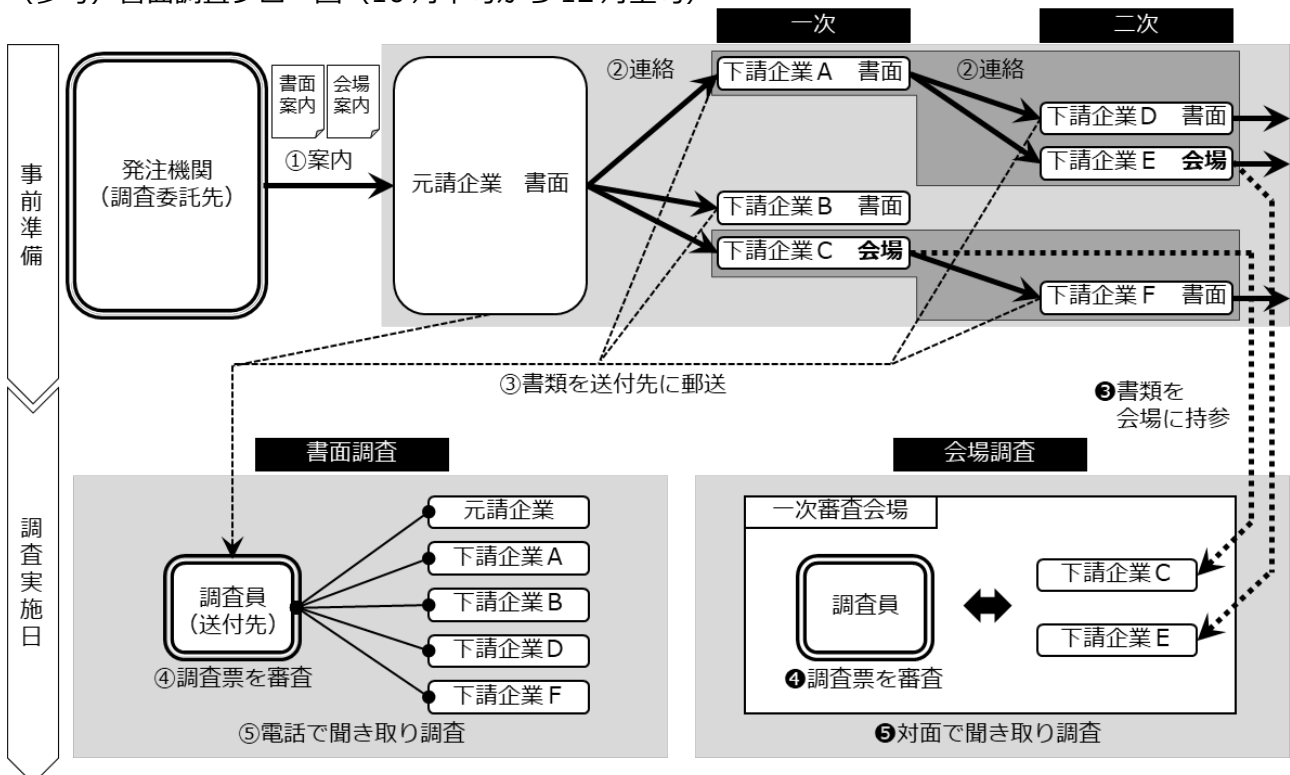 （参考）書面調査フロー図（10月下旬から12月上旬）
一次
二次
事前準備
発注機関
（調査委託先）
書面
案内
会場
案内
①案内
元請企業　書面
②連絡
下請企業Ａ　書面
②連絡
下請企業Ｄ　書面
下請企業Ｅ　会場
下請企業Ｂ　書面
下請企業Ｃ　会場
下請企業Ｆ　書面
③書類を送付先に郵送
❸書類を
会場に持参
調査実施日
書面調査
元請企業
下請企業Ａ
下請企業Ｂ
下請企業Ｄ
下請企業Ｆ
調査員
（送付先）
④調査票を審査
⑤電話で聞き取り調査
会場調査
一次審査会場
調査員
下請企業Ｃ
下請企業Ｅ
❹調査票を審査
❺対面で聞き取り調査